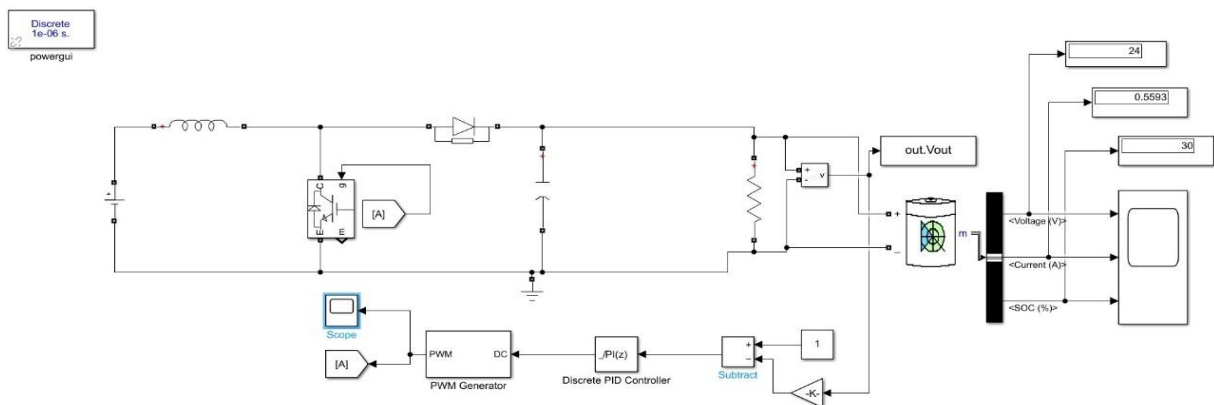 Discrete
1e-06 s.
powergui
24
0.5593
30
out.Vout
+
-
v
C
g
E
m
[A]
+
_
m
<Voltage (V)>
<Current (A)>
<SOC (%)>
Scope
[A]
PWM
DC
PWM Generator
_/PI(z)
Discrete PID Controller
+
−
Subtract
1
-K-